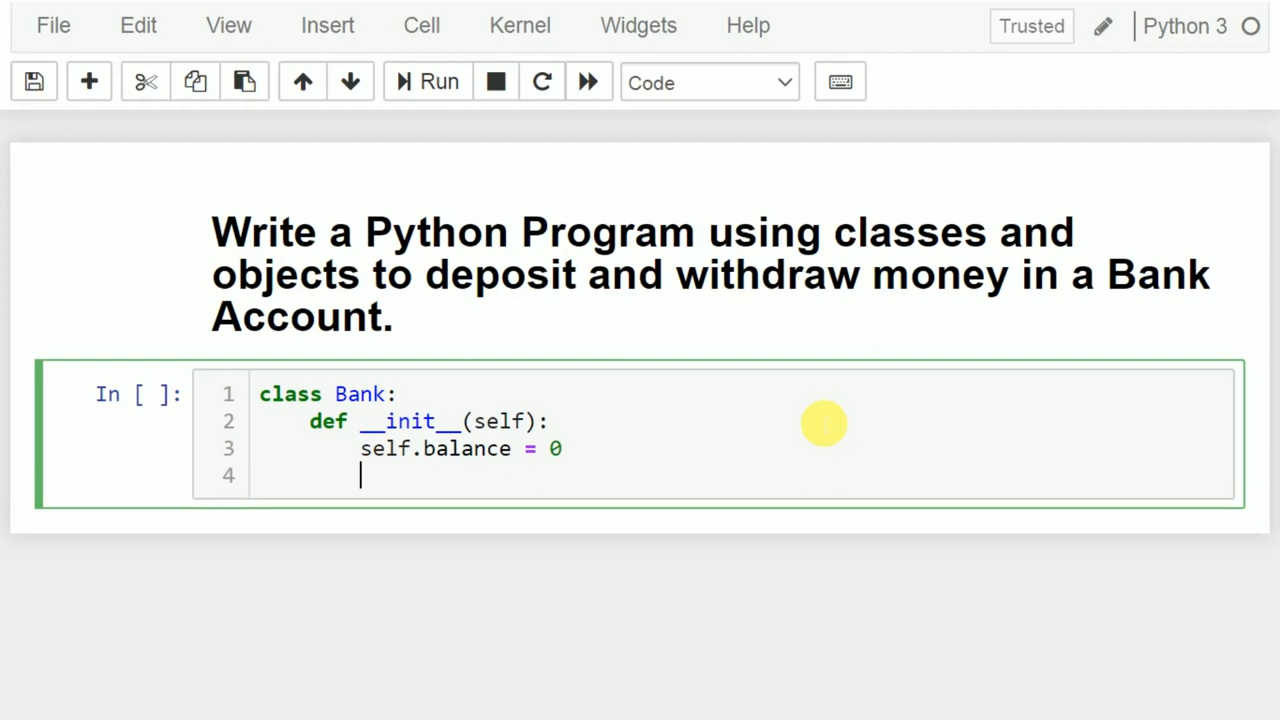 File Edit View Insert Cell Kernel Widgets Help Trusted Python 3
Run Code
Write a Python Program using classes and
objects to deposit and withdraw money in a Bank
Account.
In [ ]: 1 class Bank:
2 def __init__(self):
3 self.balance = 0
4